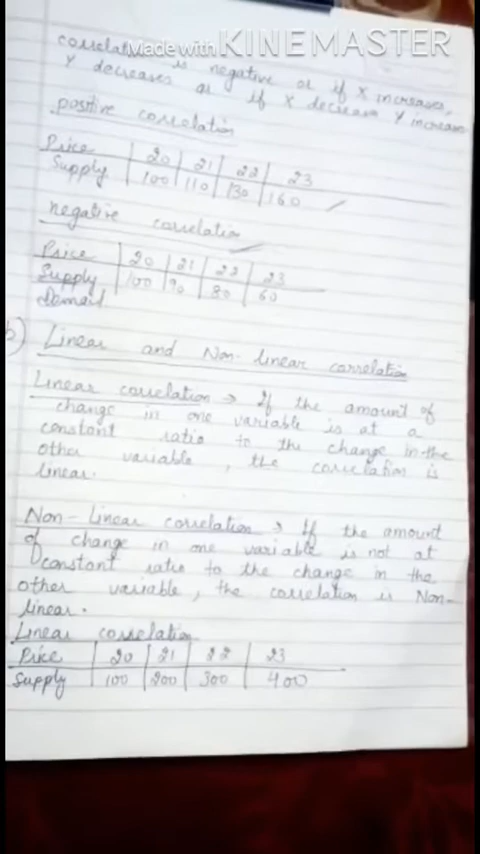 Made with KINEMASTER
correlation is negative or if X increases,
Y decreases or if X decreases Y increases
positive correlation
Price 20 21 22 23
Supply 100 110 130 160
negative correlation
Price 20 21 22 23
Supply 100 90 80 60
Demand
b) Linear and Non-linear correlation
Linear correlation → If the amount of
change in one variable is at a
constant ratio to the change in the
other variable, the correlation is
linear.
Non-Linear correlation → If the amount
of change in one variable is not at
constant ratio to the change in the
other variable, the correlation is Non-
linear.
Linear correlation
Price 20 21 22 23
Supply 100 200 300 400